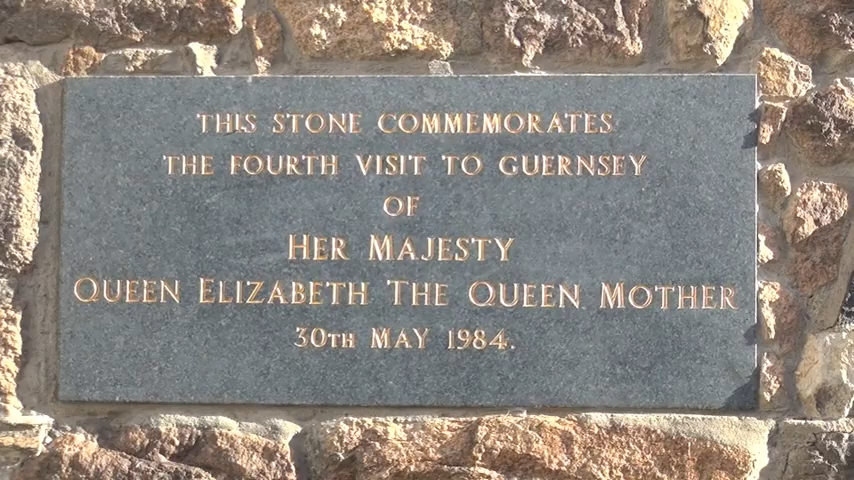 THIS STONE COMMEMORATES
THE FOURTH VISIT TO GUERNSEY
OF
HER MAJESTY
QUEEN ELIZABETH THE QUEEN MOTHER
30TH MAY 1984.